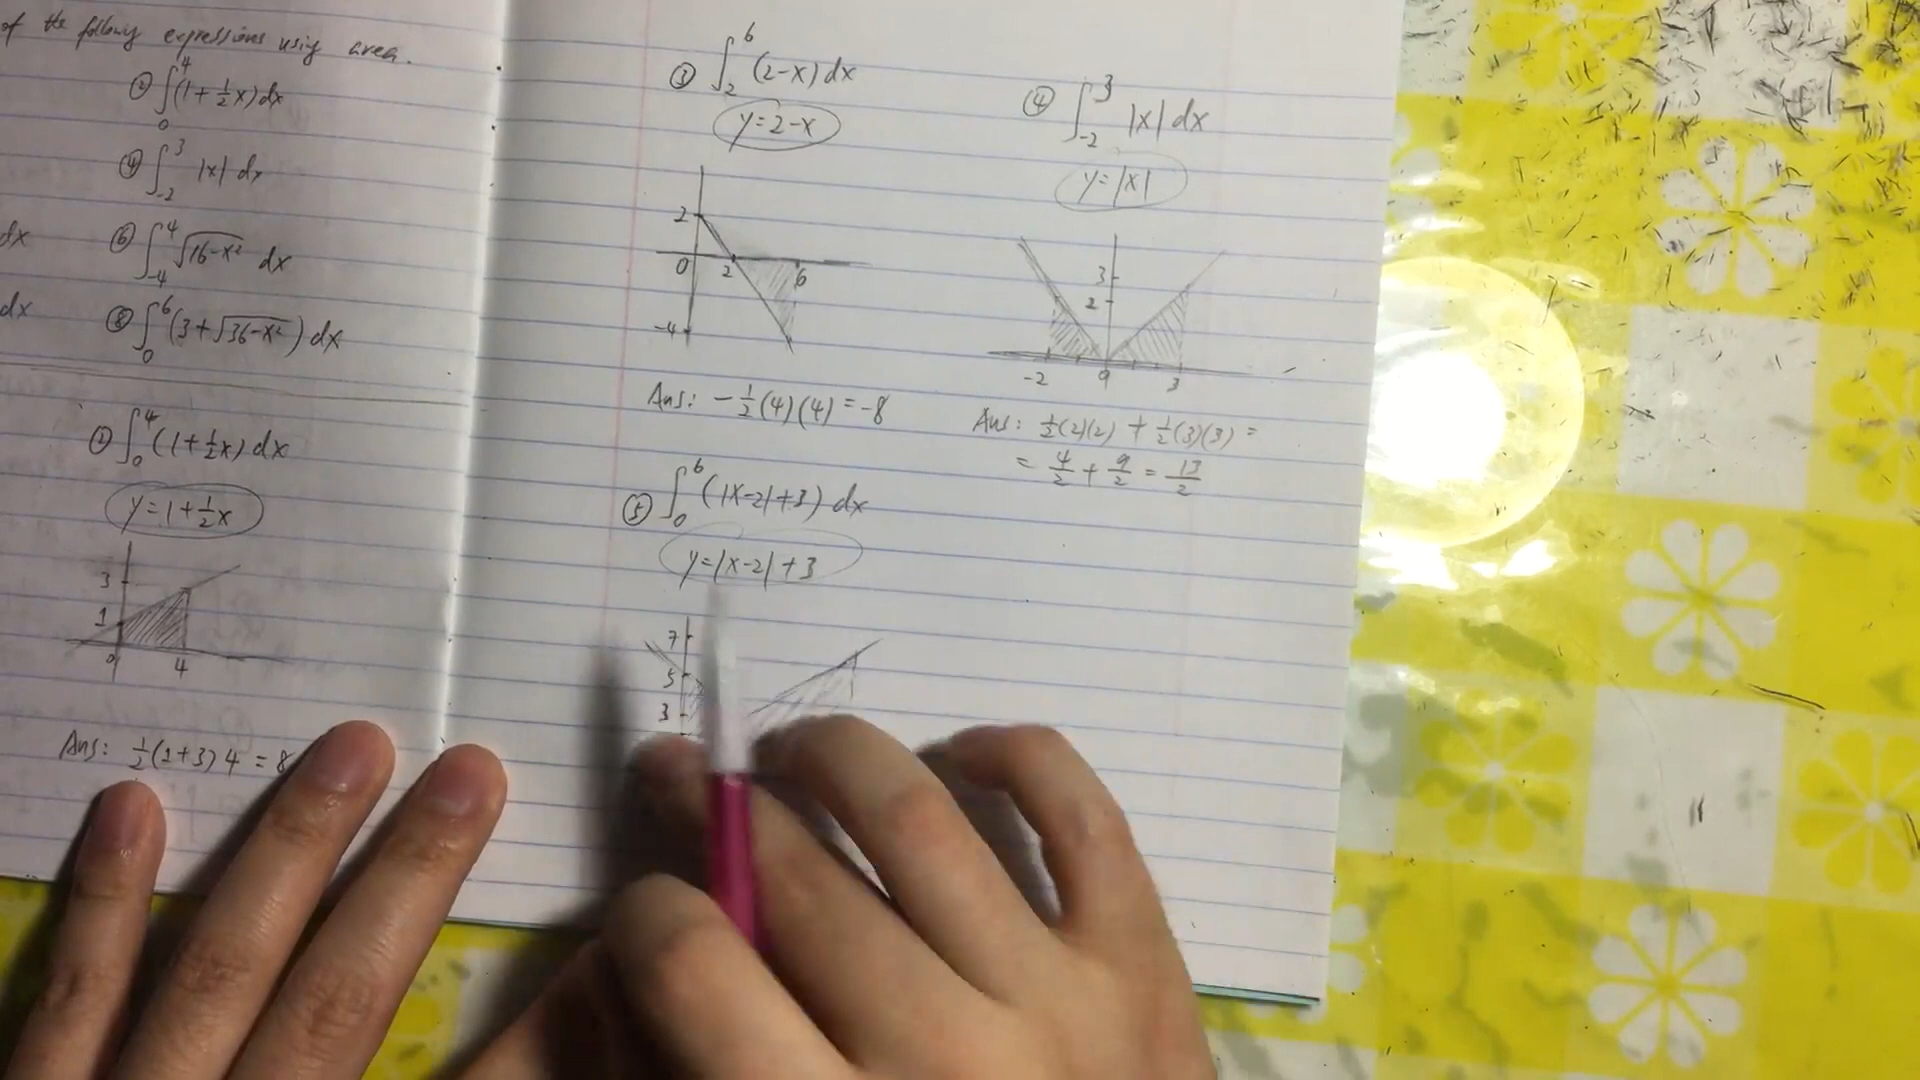 of the following expressions using area.
② ∫₀⁴ (1+½x)dx
④ ∫₋₂³ |x| dx
dx
⑥ ∫₋₄⁴ √(16-x²) dx
dx
⑧ ∫₀⁶ (3+√(36-x²)) dx
② ∫₀⁴ (1+½x) dx
y=1+½x
3
1
0 4
Ans: ½(1+3)4 = 8
③ ∫₂⁶ (2-x) dx
y=2-x
2
0 2 6
-4
Ans: -½(4)(4) = -8
④ ∫₋₂³ |x| dx
y=|x|
3
2
-2 0 3
Ans: ½(2)(2) + ½(3)(3) =
= 4/2 + 9/2 = 13/2
⑤ ∫₀⁶ (|x-2|+3) dx
y=|x-2|+3
7
5
3